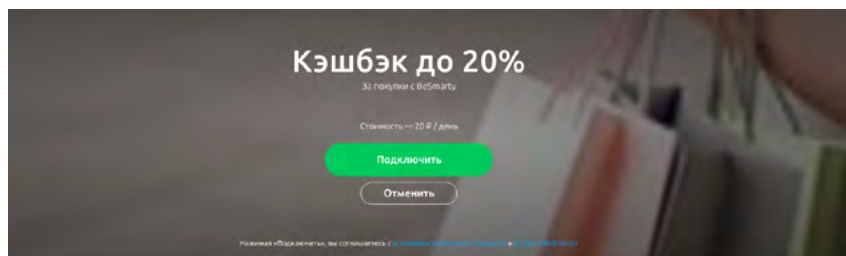 Кэшбэк до 20%
За покупки с BeSmarty
Стоимость — 20 ₽ / день
Подключить
Отменить
Нажимая «Подключить», вы соглашаетесь с